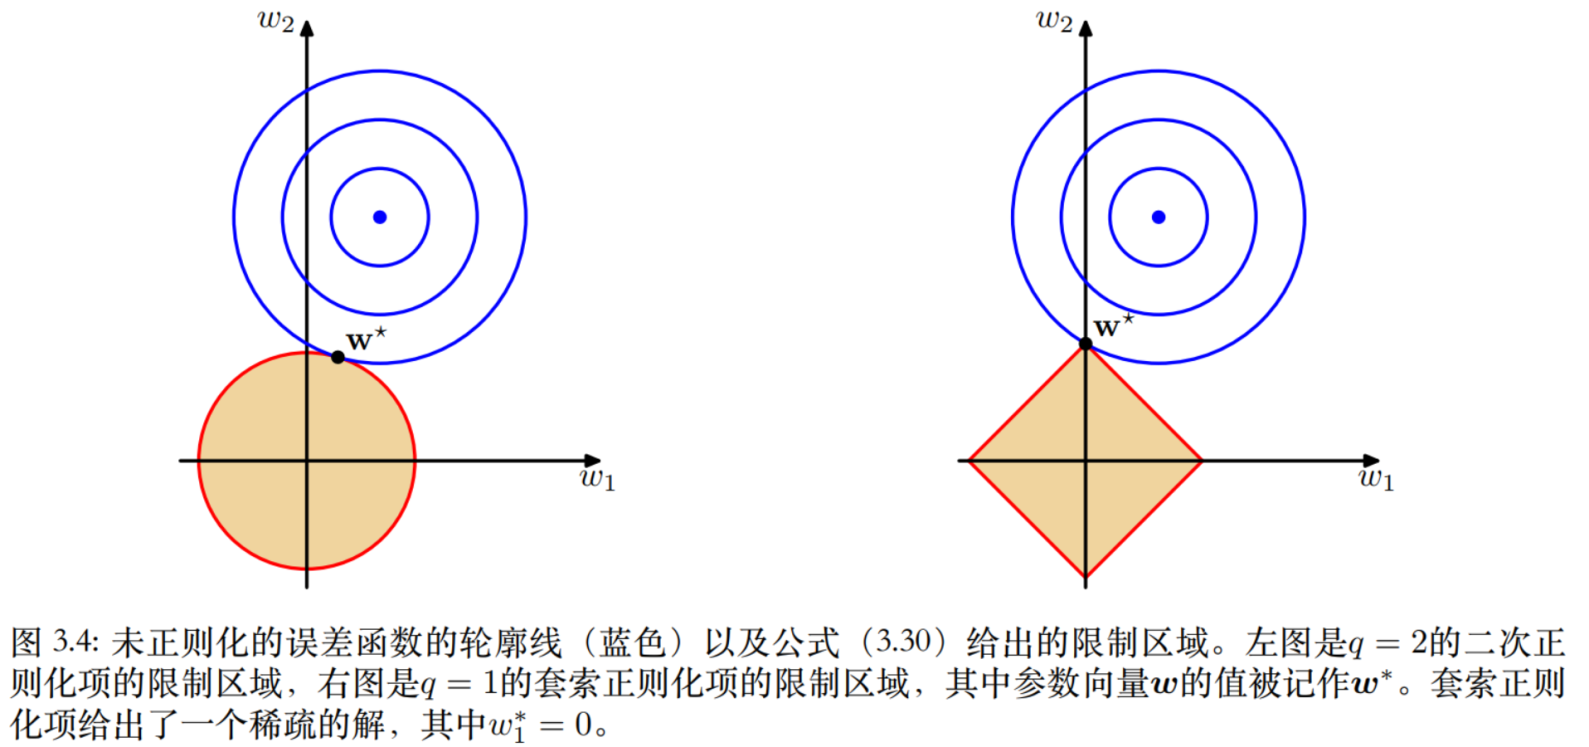 w₂
w₂
w⋆
w⋆
w₁
w₁
图 3.4: 未正则化的误差函数的轮廓线（蓝色）以及公式（3.30）给出的限制区域。左图是q = 2的二次正
则化项的限制区域，右图是q = 1的套索正则化项的限制区域，其中参数向量w的值被记作w*。套索正则
化项给出了一个稀疏的解，其中w₁* = 0。